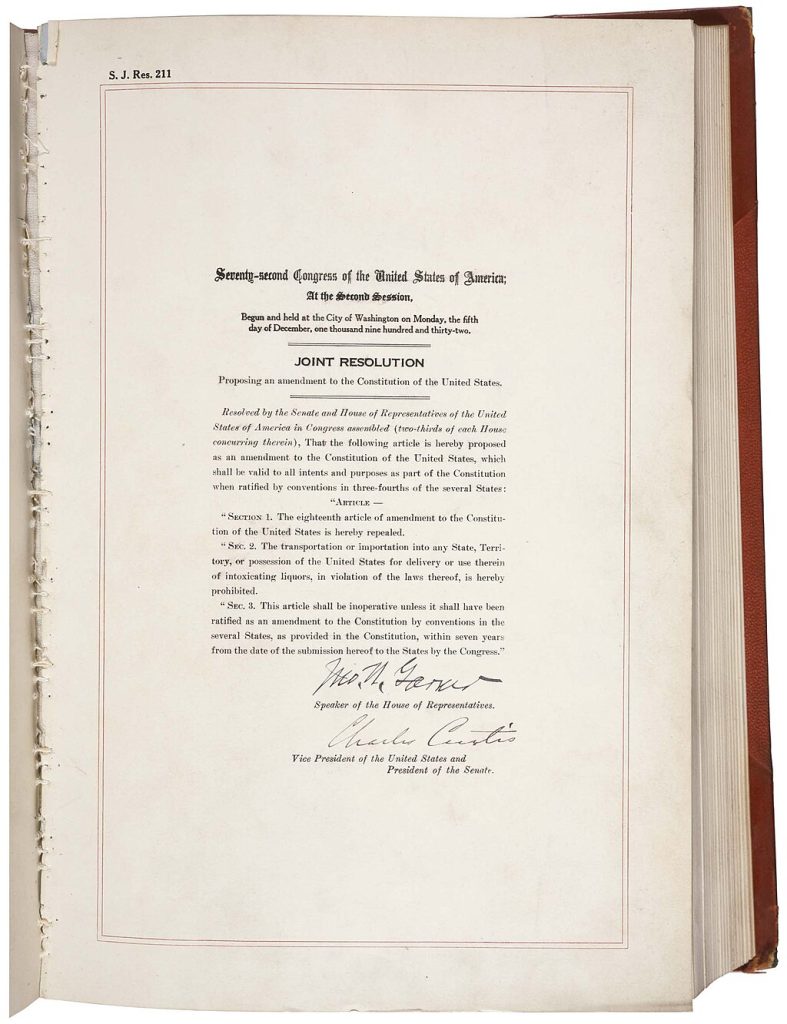 S. J. Res. 211
Seventy-second Congress of the United States of America;
At the Second Session,
Begun and held at the City of Washington on Monday, the fifth
day of December, one thousand nine hundred and thirty-two.
JOINT RESOLUTION
Proposing an amendment to the Constitution of the United States.
Resolved by the Senate and House of Representatives of the United
States of America in Congress assembled (two-thirds of each House
concurring therein), That the following article is hereby proposed
as an amendment to the Constitution of the United States, which
shall be valid to all intents and purposes as part of the Constitution
when ratified by conventions in three-fourths of the several States:
“ARTICLE —
“SECTION 1. The eighteenth article of amendment to the Constitu-
tion of the United States is hereby repealed.
“SEC. 2. The transportation or importation into any State, Terri-
tory, or possession of the United States for delivery or use therein
of intoxicating liquors, in violation of the laws thereof, is hereby
prohibited.
“SEC. 3. This article shall be inoperative unless it shall have been
ratified as an amendment to the Constitution by conventions in the
several States, as provided in the Constitution, within seven years
from the date of the submission hereof to the States by the Congress.”
Jno. N. Garner
Speaker of the House of Representatives.
Charles Curtis
Vice President of the United States and
President of the Senate.